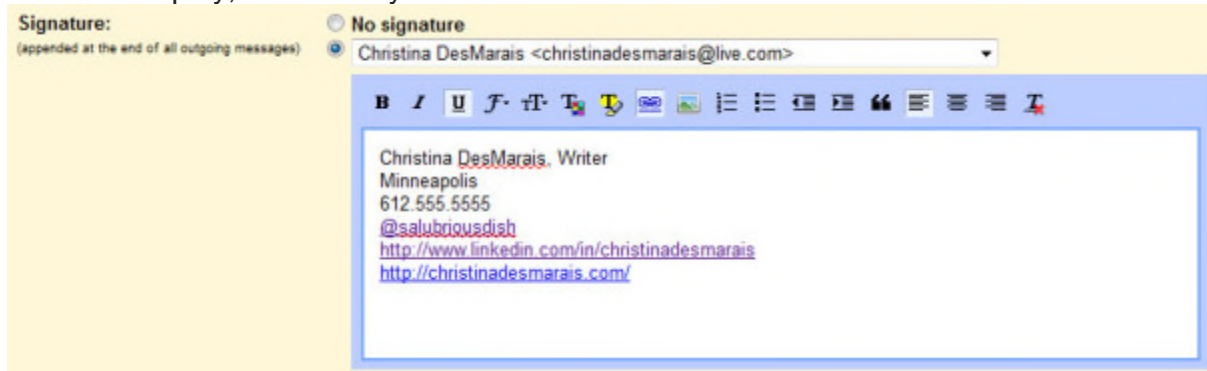 Signature:
(appended at the end of all outgoing messages)
No signature
Christina DesMarais <christinadesmarais@live.com>
B I U
Christina DesMarais, Writer
Minneapolis
612.555.5555
@salubriousdish
http://www.linkedin.com/in/christinadesmarais
http://christinadesmarais.com/